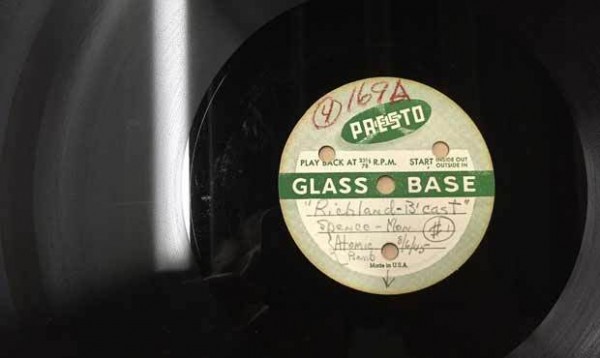 ④ 169A
PRESTO
PLAY BACK AT 33⅓ 78 R.P.M. START INSIDE OUT OUTSIDE IN
GLASS BASE
"Richland-B'cast"
Spence - Mon #1
Atomic 8/6/45
Bomb
Made in U.S.A.